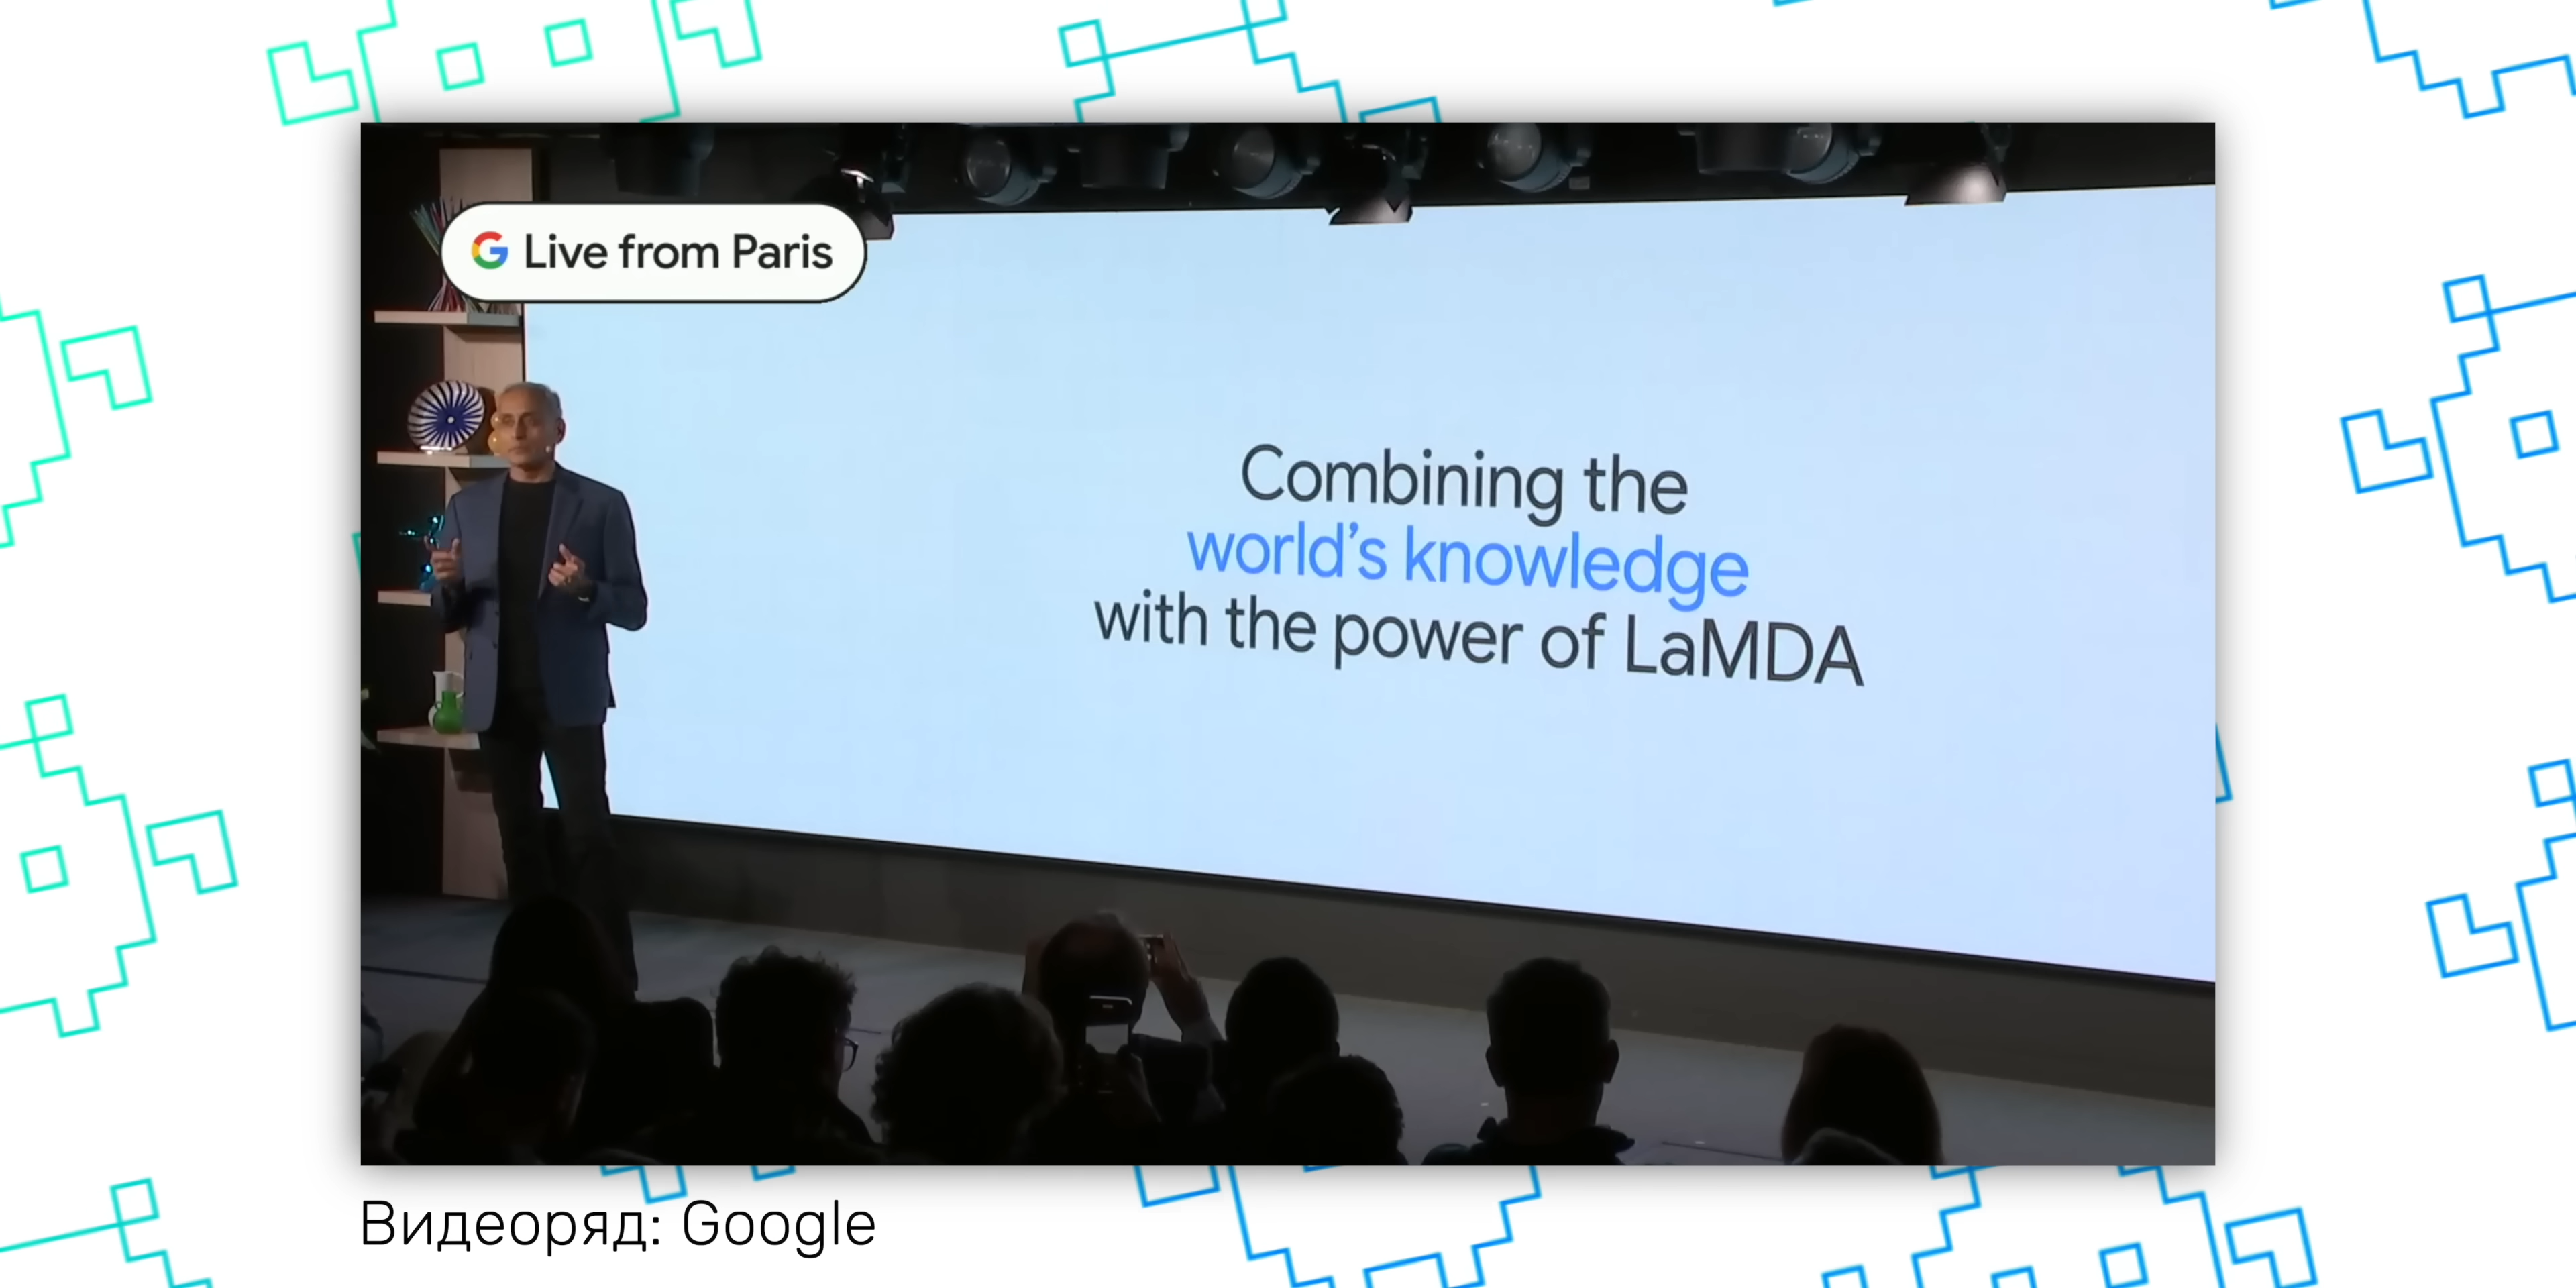 Live from Paris
Combining the
world's knowledge
with the power of LaMDA
Видеоряд: Google